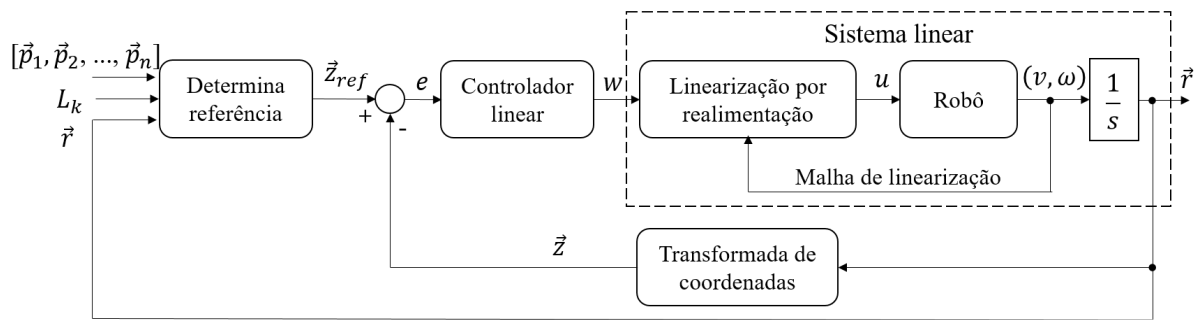 Sistema linear
[p⃗₁, p⃗₂, ..., p⃗ₙ]
Lₖ
r⃗
Determina
referência
z⃗ref
+
-
e
Controlador
linear
w
Linearização por
realimentação
u
Robô
(v, ω)
1
s
r⃗
Malha de linearização
z⃗
Transformada de
coordenadas